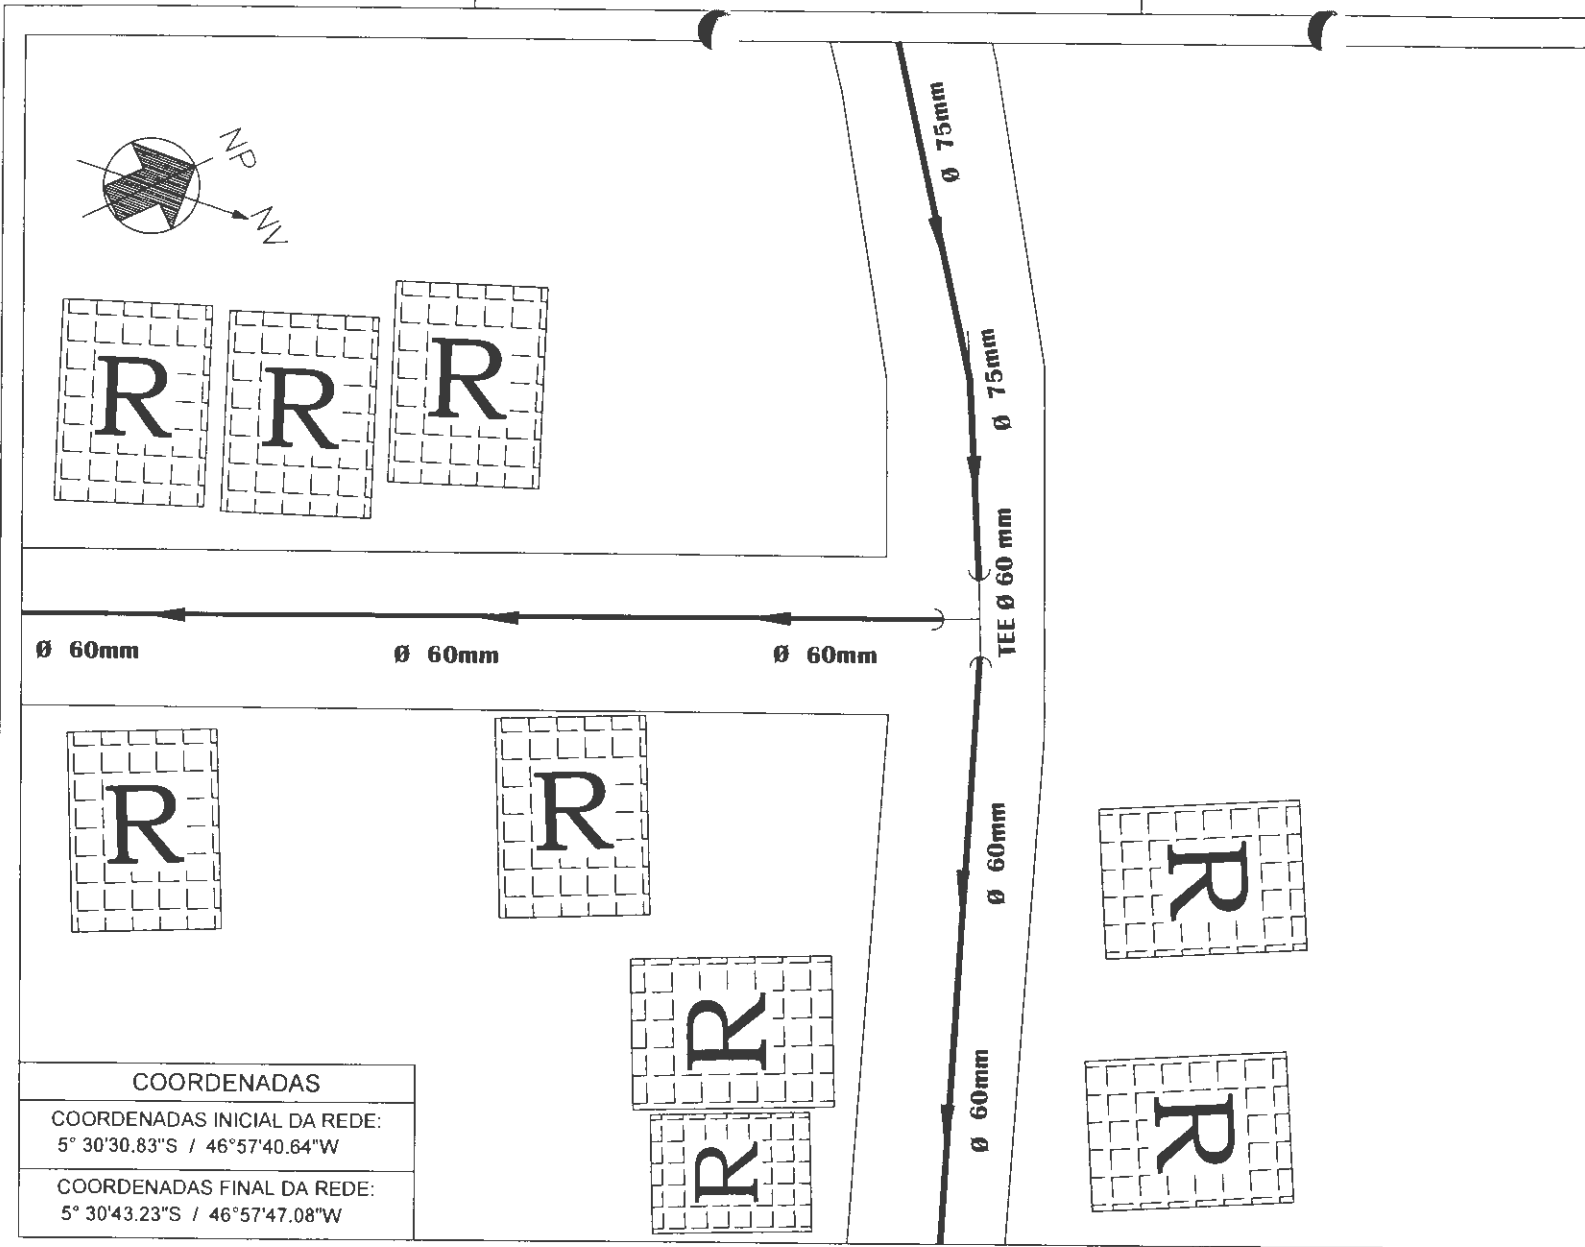 Ø 75mm
NP
NV
R
R
R
Ø 75mm
TEE Ø 60 mm
Ø 60mm
Ø 60mm
Ø 60mm
R
R
Ø 60mm
R
R
R
Ø 60mm
R
COORDENADAS
COORDENADAS INICIAL DA REDE:
5° 30'30.83"S / 46°57'40.64"W
COORDENADAS FINAL DA REDE:
5° 30'43.23"S / 46°57'47.08"W